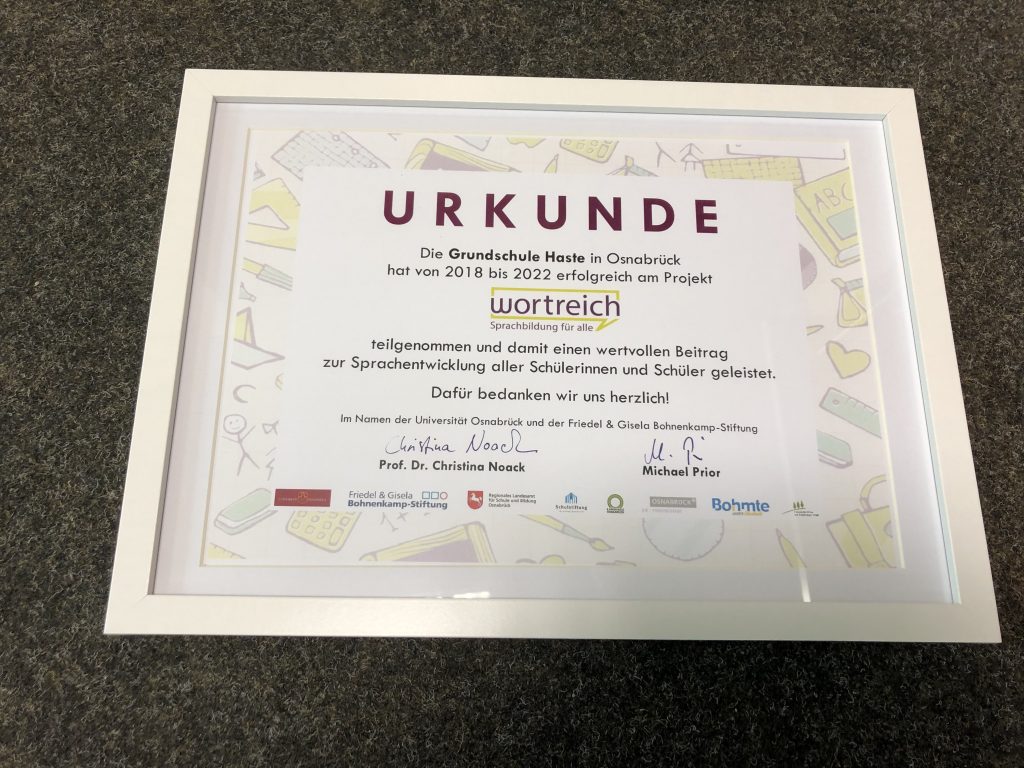 URKUNDE
Die Grundschule Haste in Osnabrück
hat von 2018 bis 2022 erfolgreich am Projekt
wortreich
Sprachbildung für alle
teilgenommen und damit einen wertvollen Beitrag
zur Sprachentwicklung aller Schülerinnen und Schüler geleistet.
Dafür bedanken wir uns herzlich!
Im Namen der Universität Osnabrück und der Friedel & Gisela Bohnenkamp-Stiftung
Christina Noack
Prof. Dr. Christina Noack
Michael Prior
Friedel & Gisela
Bohnenkamp-Stiftung
Regionales Landesamt
für Schule und Bildung
Osnabrück
Schulstiftung
OSNABRÜCK
Bohmte
ABC